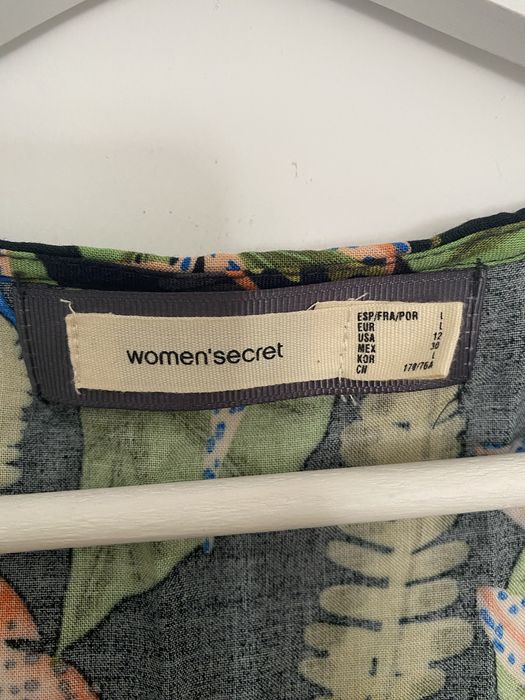 women'secret
ESP/FRA/POR L
EUR L
USA 12
MEX 30
KOR L
CN 170/76A